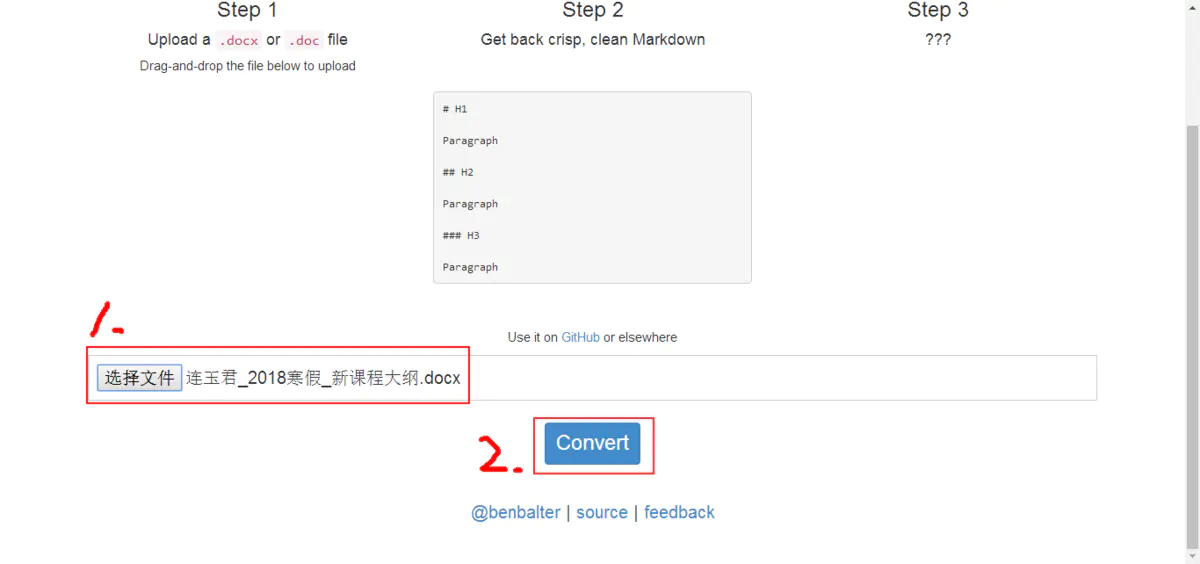 Step 1
Upload a .docx or .doc file
Drag-and-drop the file below to upload
Step 2
Get back crisp, clean Markdown
# H1
Paragraph
## H2
Paragraph
### H3
Paragraph
Use it on GitHub or elsewhere
Step 3
???
1.
选择文件 连玉君_2018寒假_新课程大纲.docx
2.
Convert
@benbalter | source | feedback